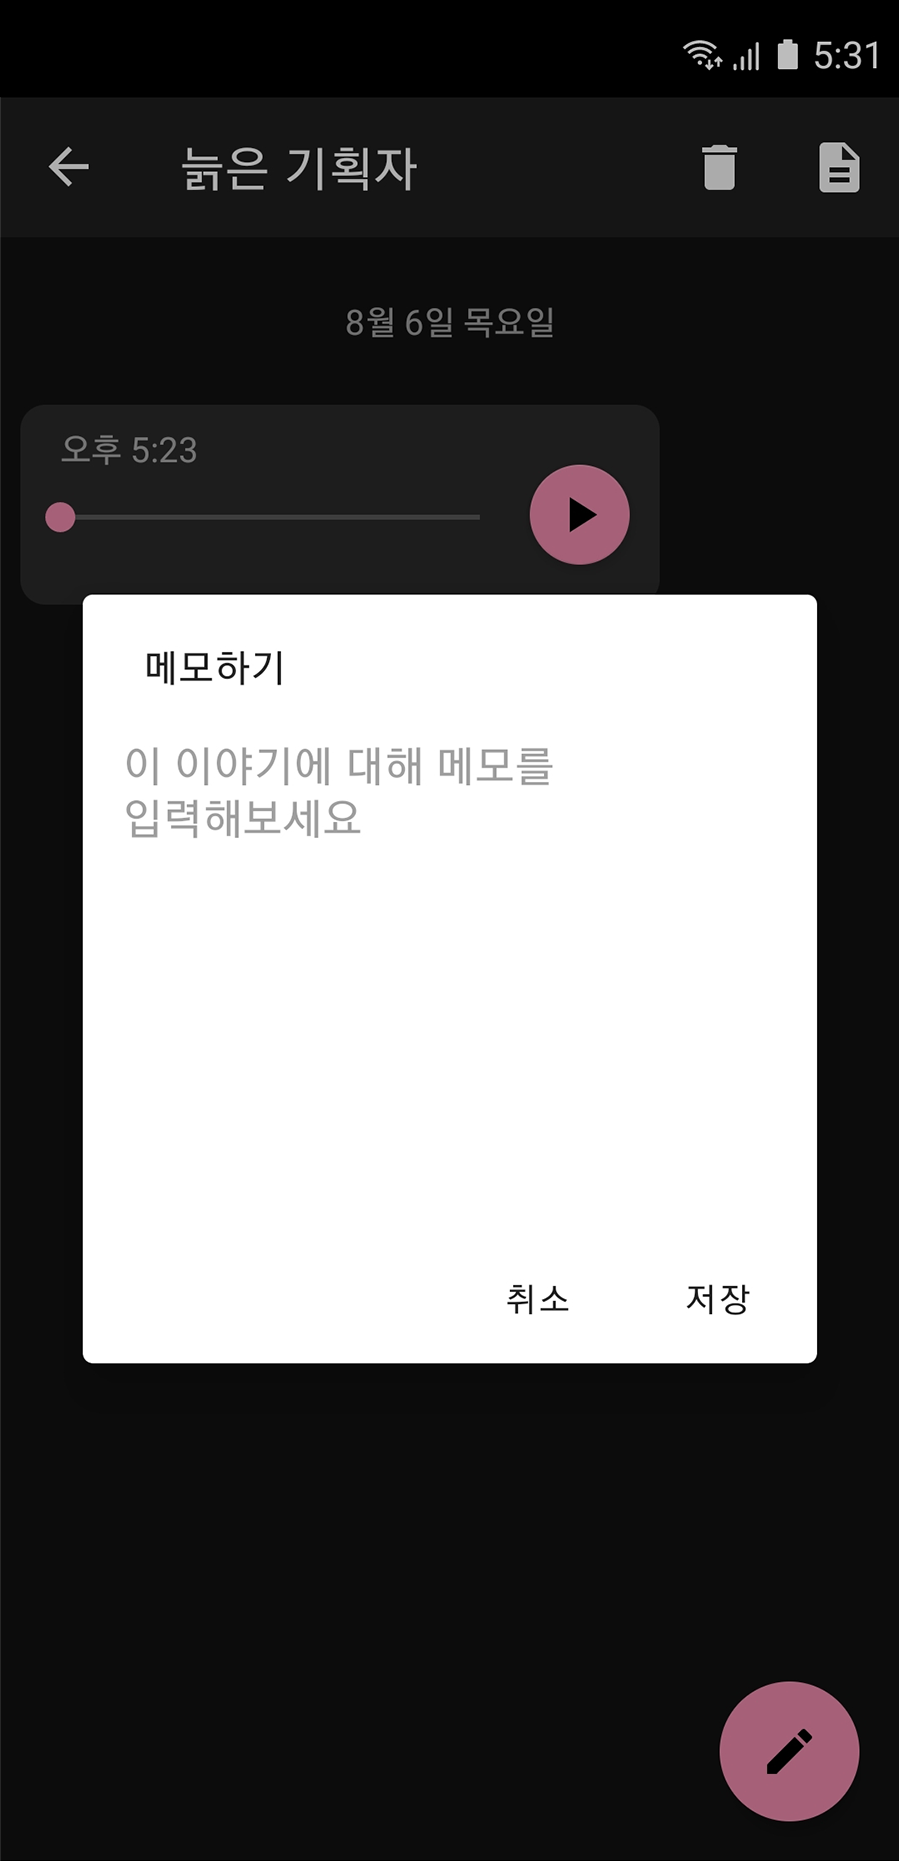 5:31
늙은 기획자
8월 6일 목요일
오후 5:23
메모하기
이 이야기에 대해 메모를
입력해보세요
취소 저장